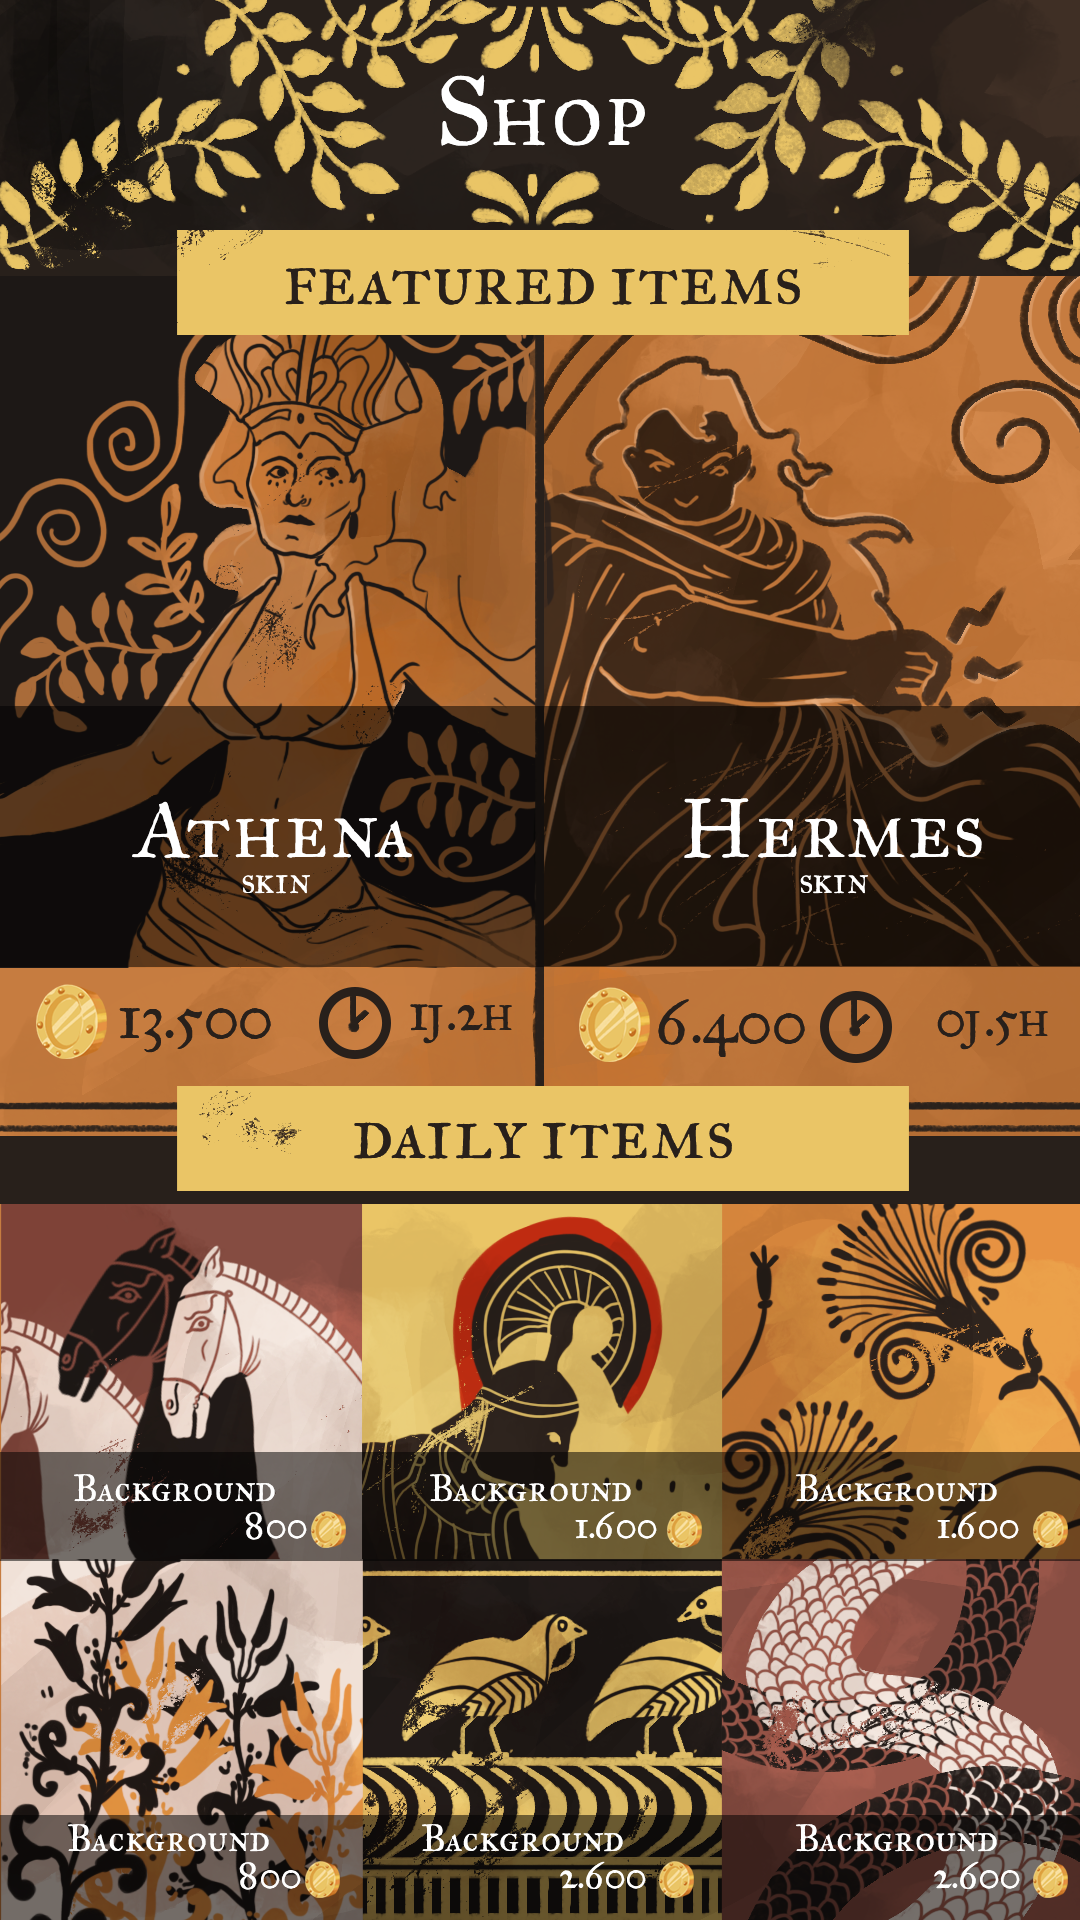 Shop
Featured Items
Athena
skin
Hermes
skin
13.500
1j.2h
6.400
0j.5h
Daily Items
Background
800
Background
1.600
Background
1.600
Background
800
Background
2.600
Background
2.600